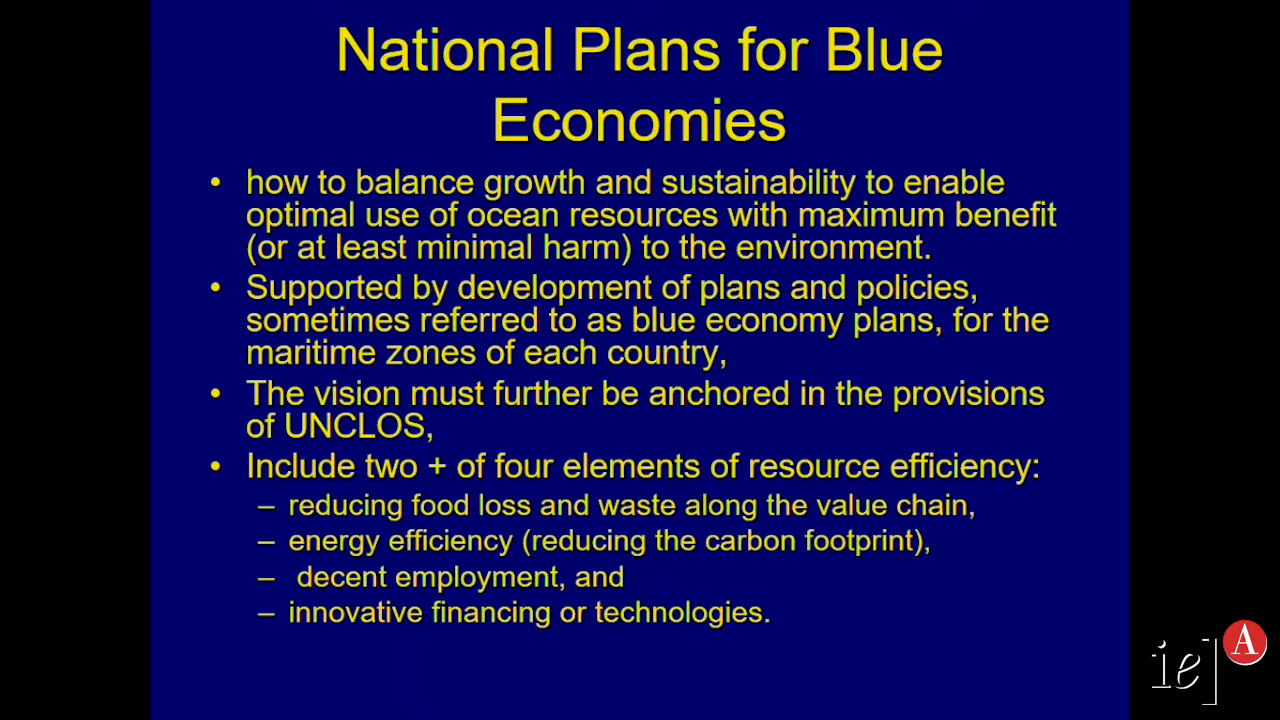 National Plans for Blue
Economies
• how to balance growth and sustainability to enable
optimal use of ocean resources with maximum benefit
(or at least minimal harm) to the environment.
• Supported by development of plans and policies,
sometimes referred to as blue economy plans, for the
maritime zones of each country,
• The vision must further be anchored in the provisions
of UNCLOS,
• Include two + of four elements of resource efficiency:
– reducing food loss and waste along the value chain,
– energy efficiency (reducing the carbon footprint),
– decent employment, and
– innovative financing or technologies.
ie] A